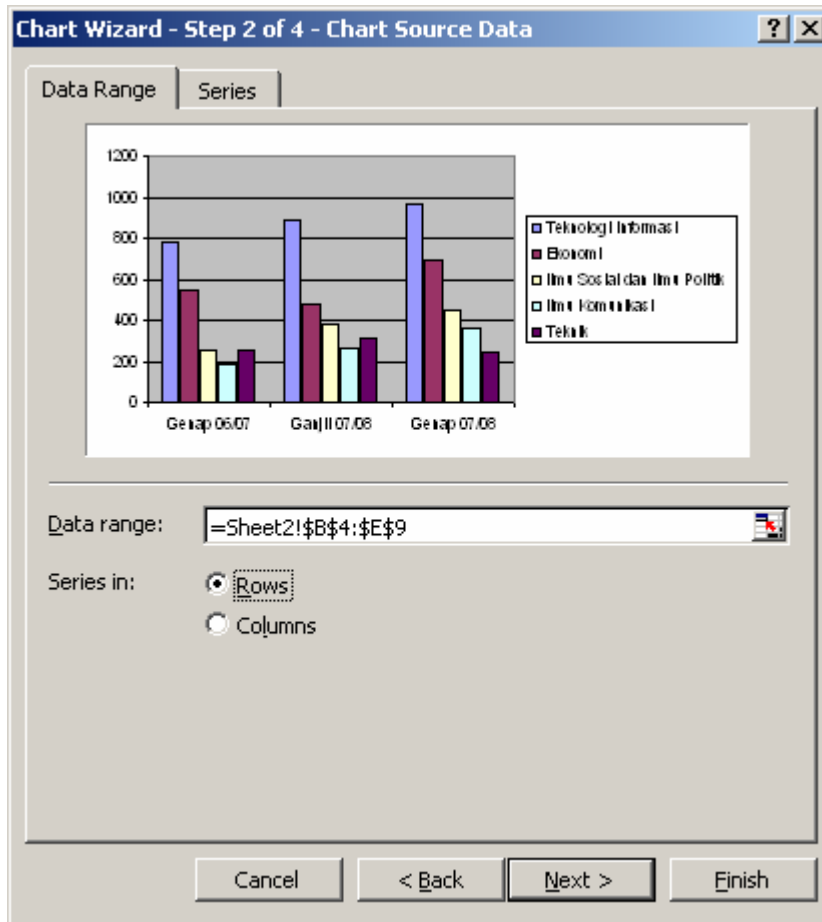 Chart Wizard - Step 2 of 4 - Chart Source Data
Data Range Series
1200
1000
800
600
400
200
0
Genap 06/07 Ganjil 07/08 Genap 07/08
Teknologi Informasi
Ekonomi
Ilmu Sosial dan Ilmu Politik
Ilmu Komunikasi
Teknik
Data range: =Sheet2!$B$4:$E$9
Series in: Rows
Columns
Cancel < Back Next > Finish